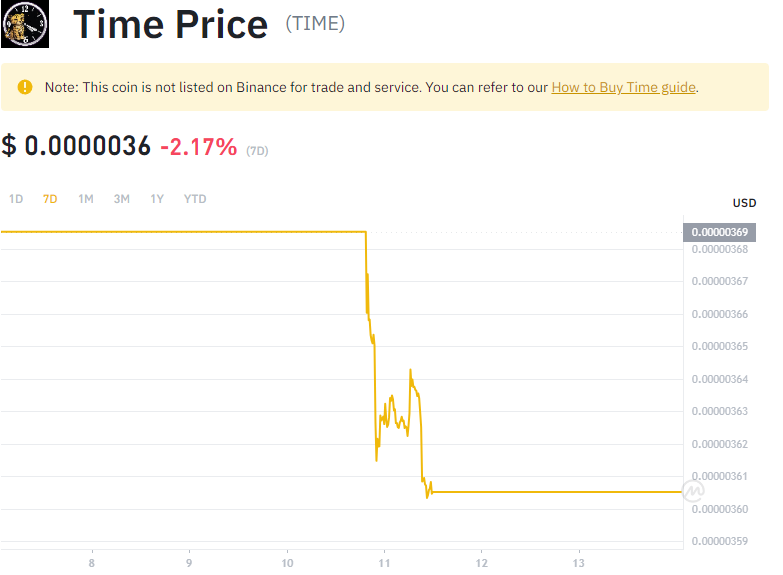 Time Price (TIME)
Note: This coin is not listed on Binance for trade and service. You can refer to our How to Buy Time guide.
$ 0.0000036 -2.17% (7D)
1D 7D 1M 3M 1Y YTD
USD
0.00000369
0.00000368
0.00000367
0.00000366
0.00000365
0.00000364
0.00000363
0.00000362
0.00000361
0.00000360
0.00000359
8 9 10 11 12 13